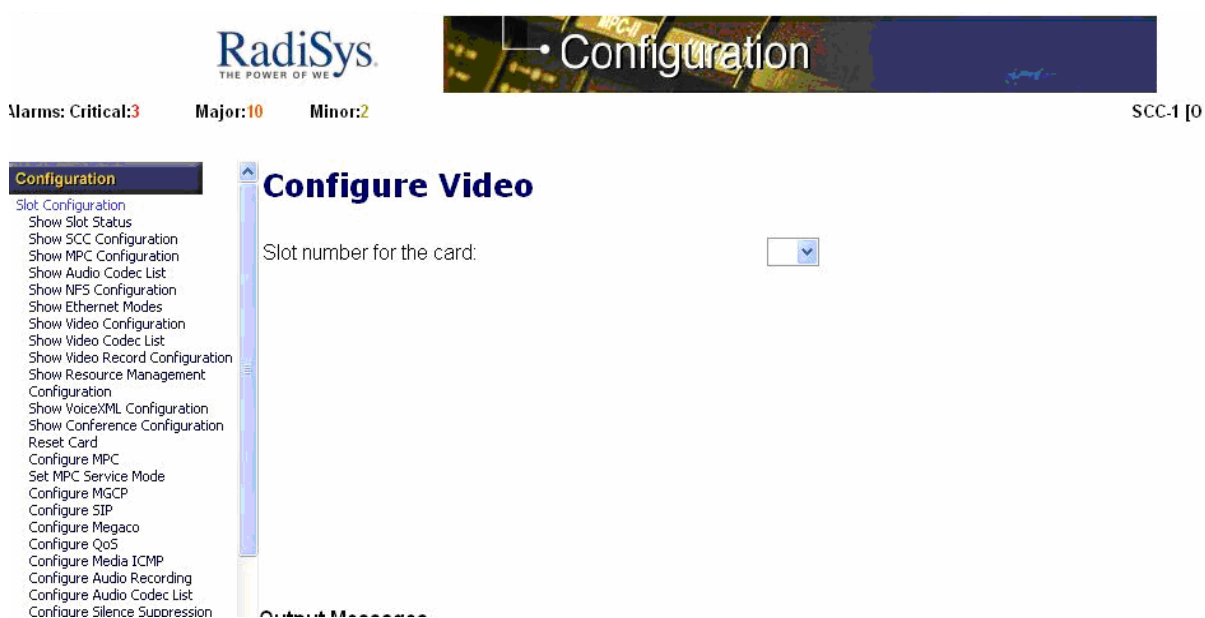 RadiSys.
THE POWER OF WE
MPC-II
Configuration
Alarms: Critical:3 Major:10 Minor:2
SCC-1 [O
Configuration
Slot Configuration
Show Slot Status
Show SCC Configuration
Show MPC Configuration
Show Audio Codec List
Show NFS Configuration
Show Ethernet Modes
Show Video Configuration
Show Video Codec List
Show Video Record Configuration
Show Resource Management
Configuration
Show VoiceXML Configuration
Show Conference Configuration
Reset Card
Configure MPC
Set MPC Service Mode
Configure MGCP
Configure SIP
Configure Megaco
Configure QoS
Configure Media ICMP
Configure Audio Recording
Configure Audio Codec List
Configure Silence Suppression
Configure Video
Slot number for the card:
Output Messages